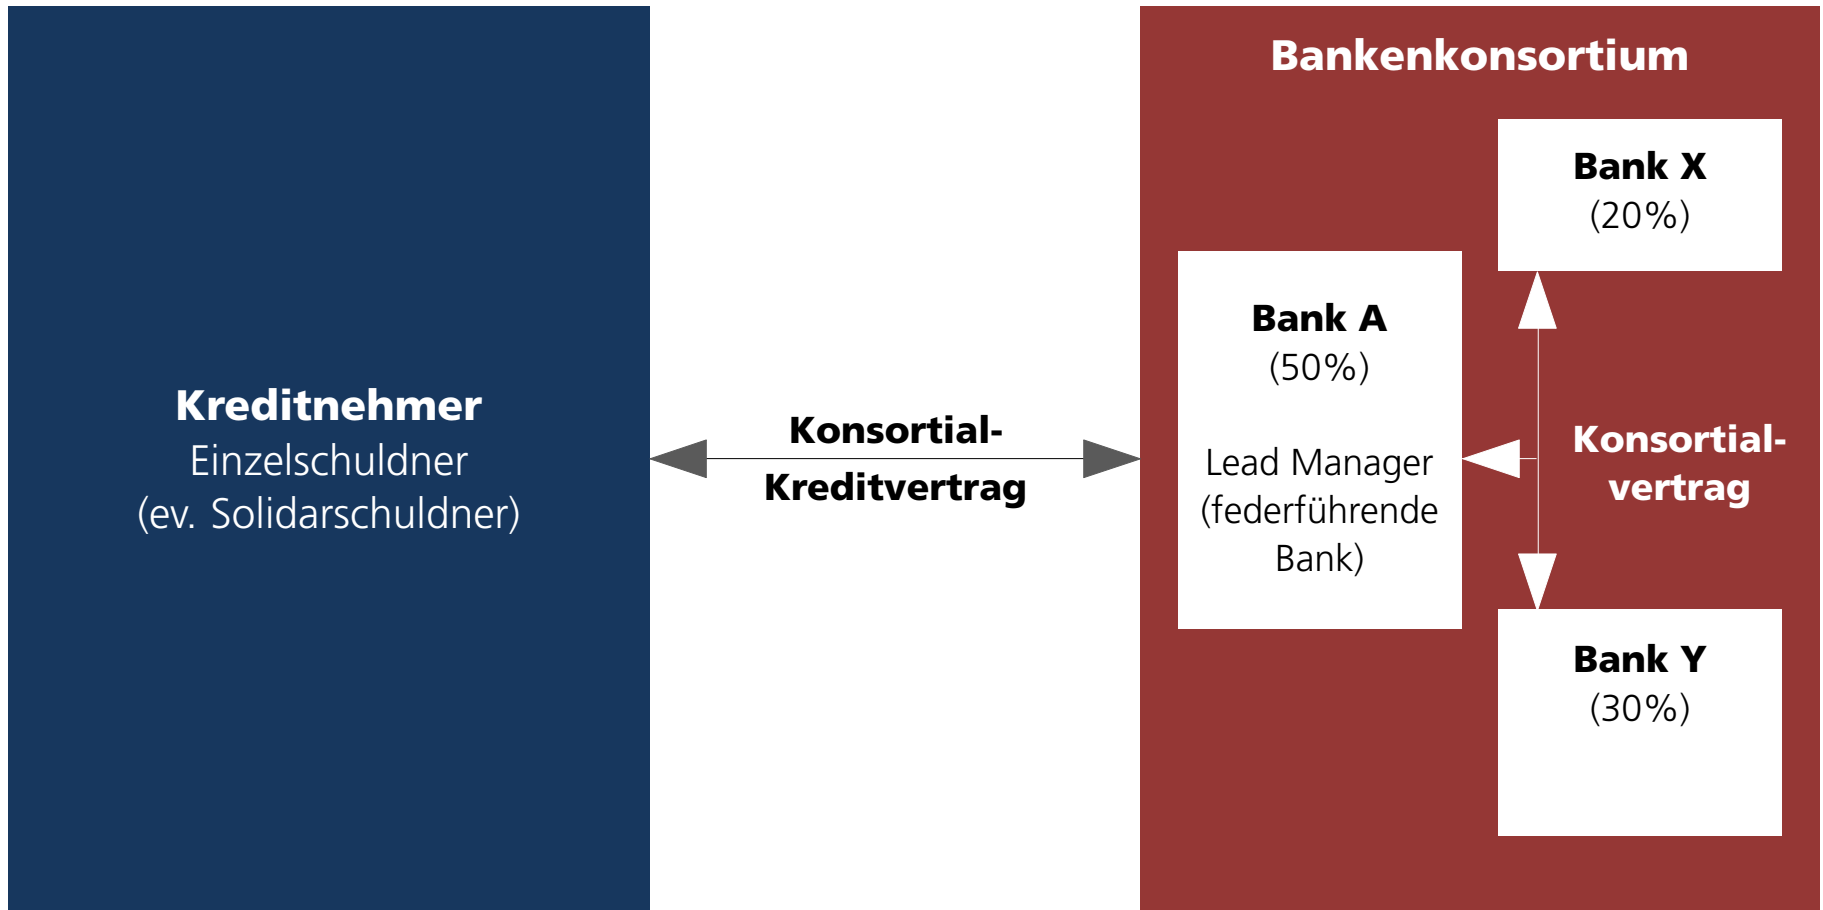 Kreditnehmer
Einzelschuldner
(ev. Solidarschuldner)
Konsortial-
Kreditvertrag
Bankenkonsortium
Bank A
(50%)
Lead Manager
(federführende
Bank)
Bank X
(20%)
Konsortial-
vertrag
Bank Y
(30%)